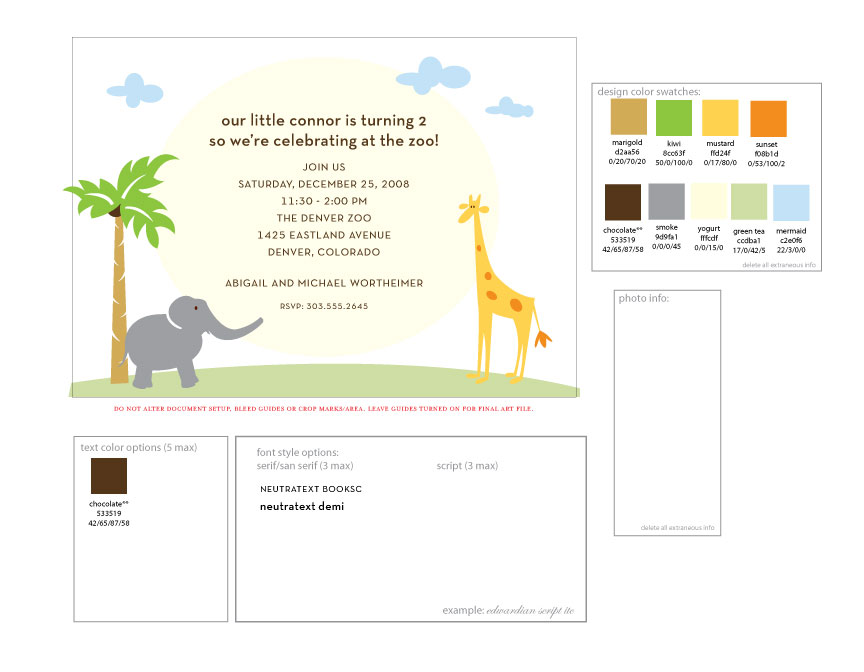 our little connor is turning 2
so we're celebrating at the zoo!
JOIN US
SATURDAY, DECEMBER 25, 2008
11:30 - 2:00 PM
THE DENVER ZOO
1425 EASTLAND AVENUE
DENVER, COLORADO
ABIGAIL AND MICHAEL WORTHEIMER
RSVP: 303.555.2645
DO NOT ALTER DOCUMENT SETUP, BLEED GUIDES OR CROP MARKS/AREA. LEAVE GUIDES TURNED ON FOR FINAL ART FILE.
design color swatches:
marigold
d2aa56
0/20/70/20
kiwi
8cc63f
50/0/100/0
mustard
ffd24f
0/17/80/0
sunset
f08b1d
0/53/100/2
chocolate**
533519
42/65/87/58
smoke
9d9fa1
0/0/0/45
yogurt
fffcdf
0/0/15/0
green tea
ccdba1
17/0/42/5
mermaid
c2e0f6
22/3/0/0
delete all extraneous info
photo info:
delete all extraneous info
text color options (5 max)
chocolate**
533519
42/65/87/58
font style options:
serif/san serif (3 max)
script (3 max)
NEUTRATEXT BOOKSC
neutratext demi
example: edwardian script itc